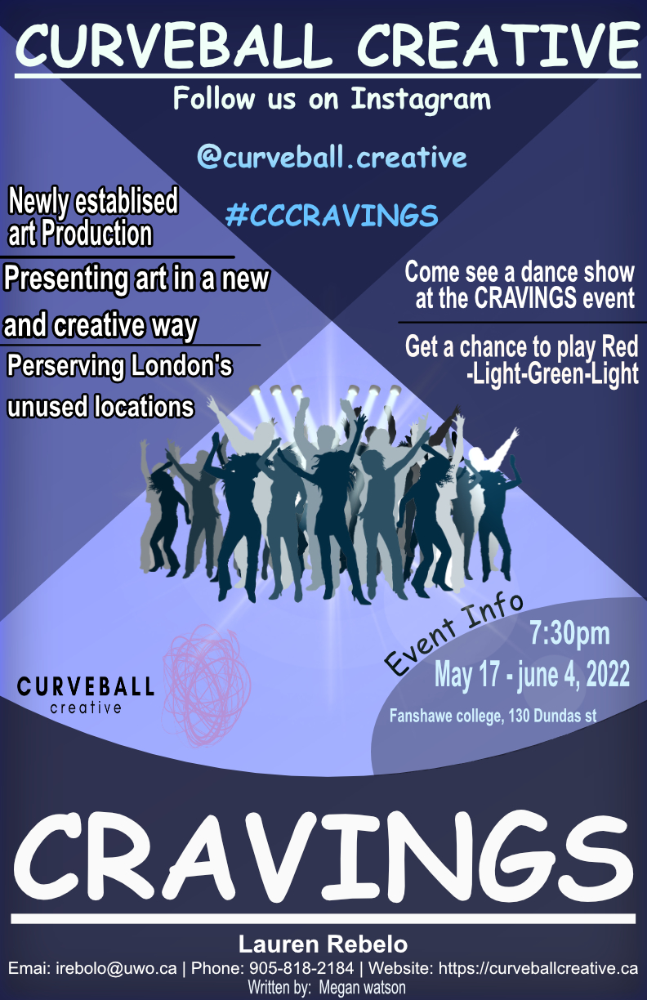 CURVEBALL CREATIVE
Follow us on Instagram
@curveball.creative
#CCCRAVINGS
Newly establised
art Production
Presenting art in a new
and creative way
Perserving London's
unused locations
Come see a dance show
at the CRAVINGS event
Get a chance to play Red
-Light-Green-Light
Event Info
7:30pm
May 17 - june 4, 2022
Fanshawe college, 130 Dundas st
CURVEBALL
creative
CRAVINGS
Lauren Rebelo
Emai: irebolo@uwo.ca | Phone: 905-818-2184 | Website: https://curveballcreative.ca
Written by: Megan watson